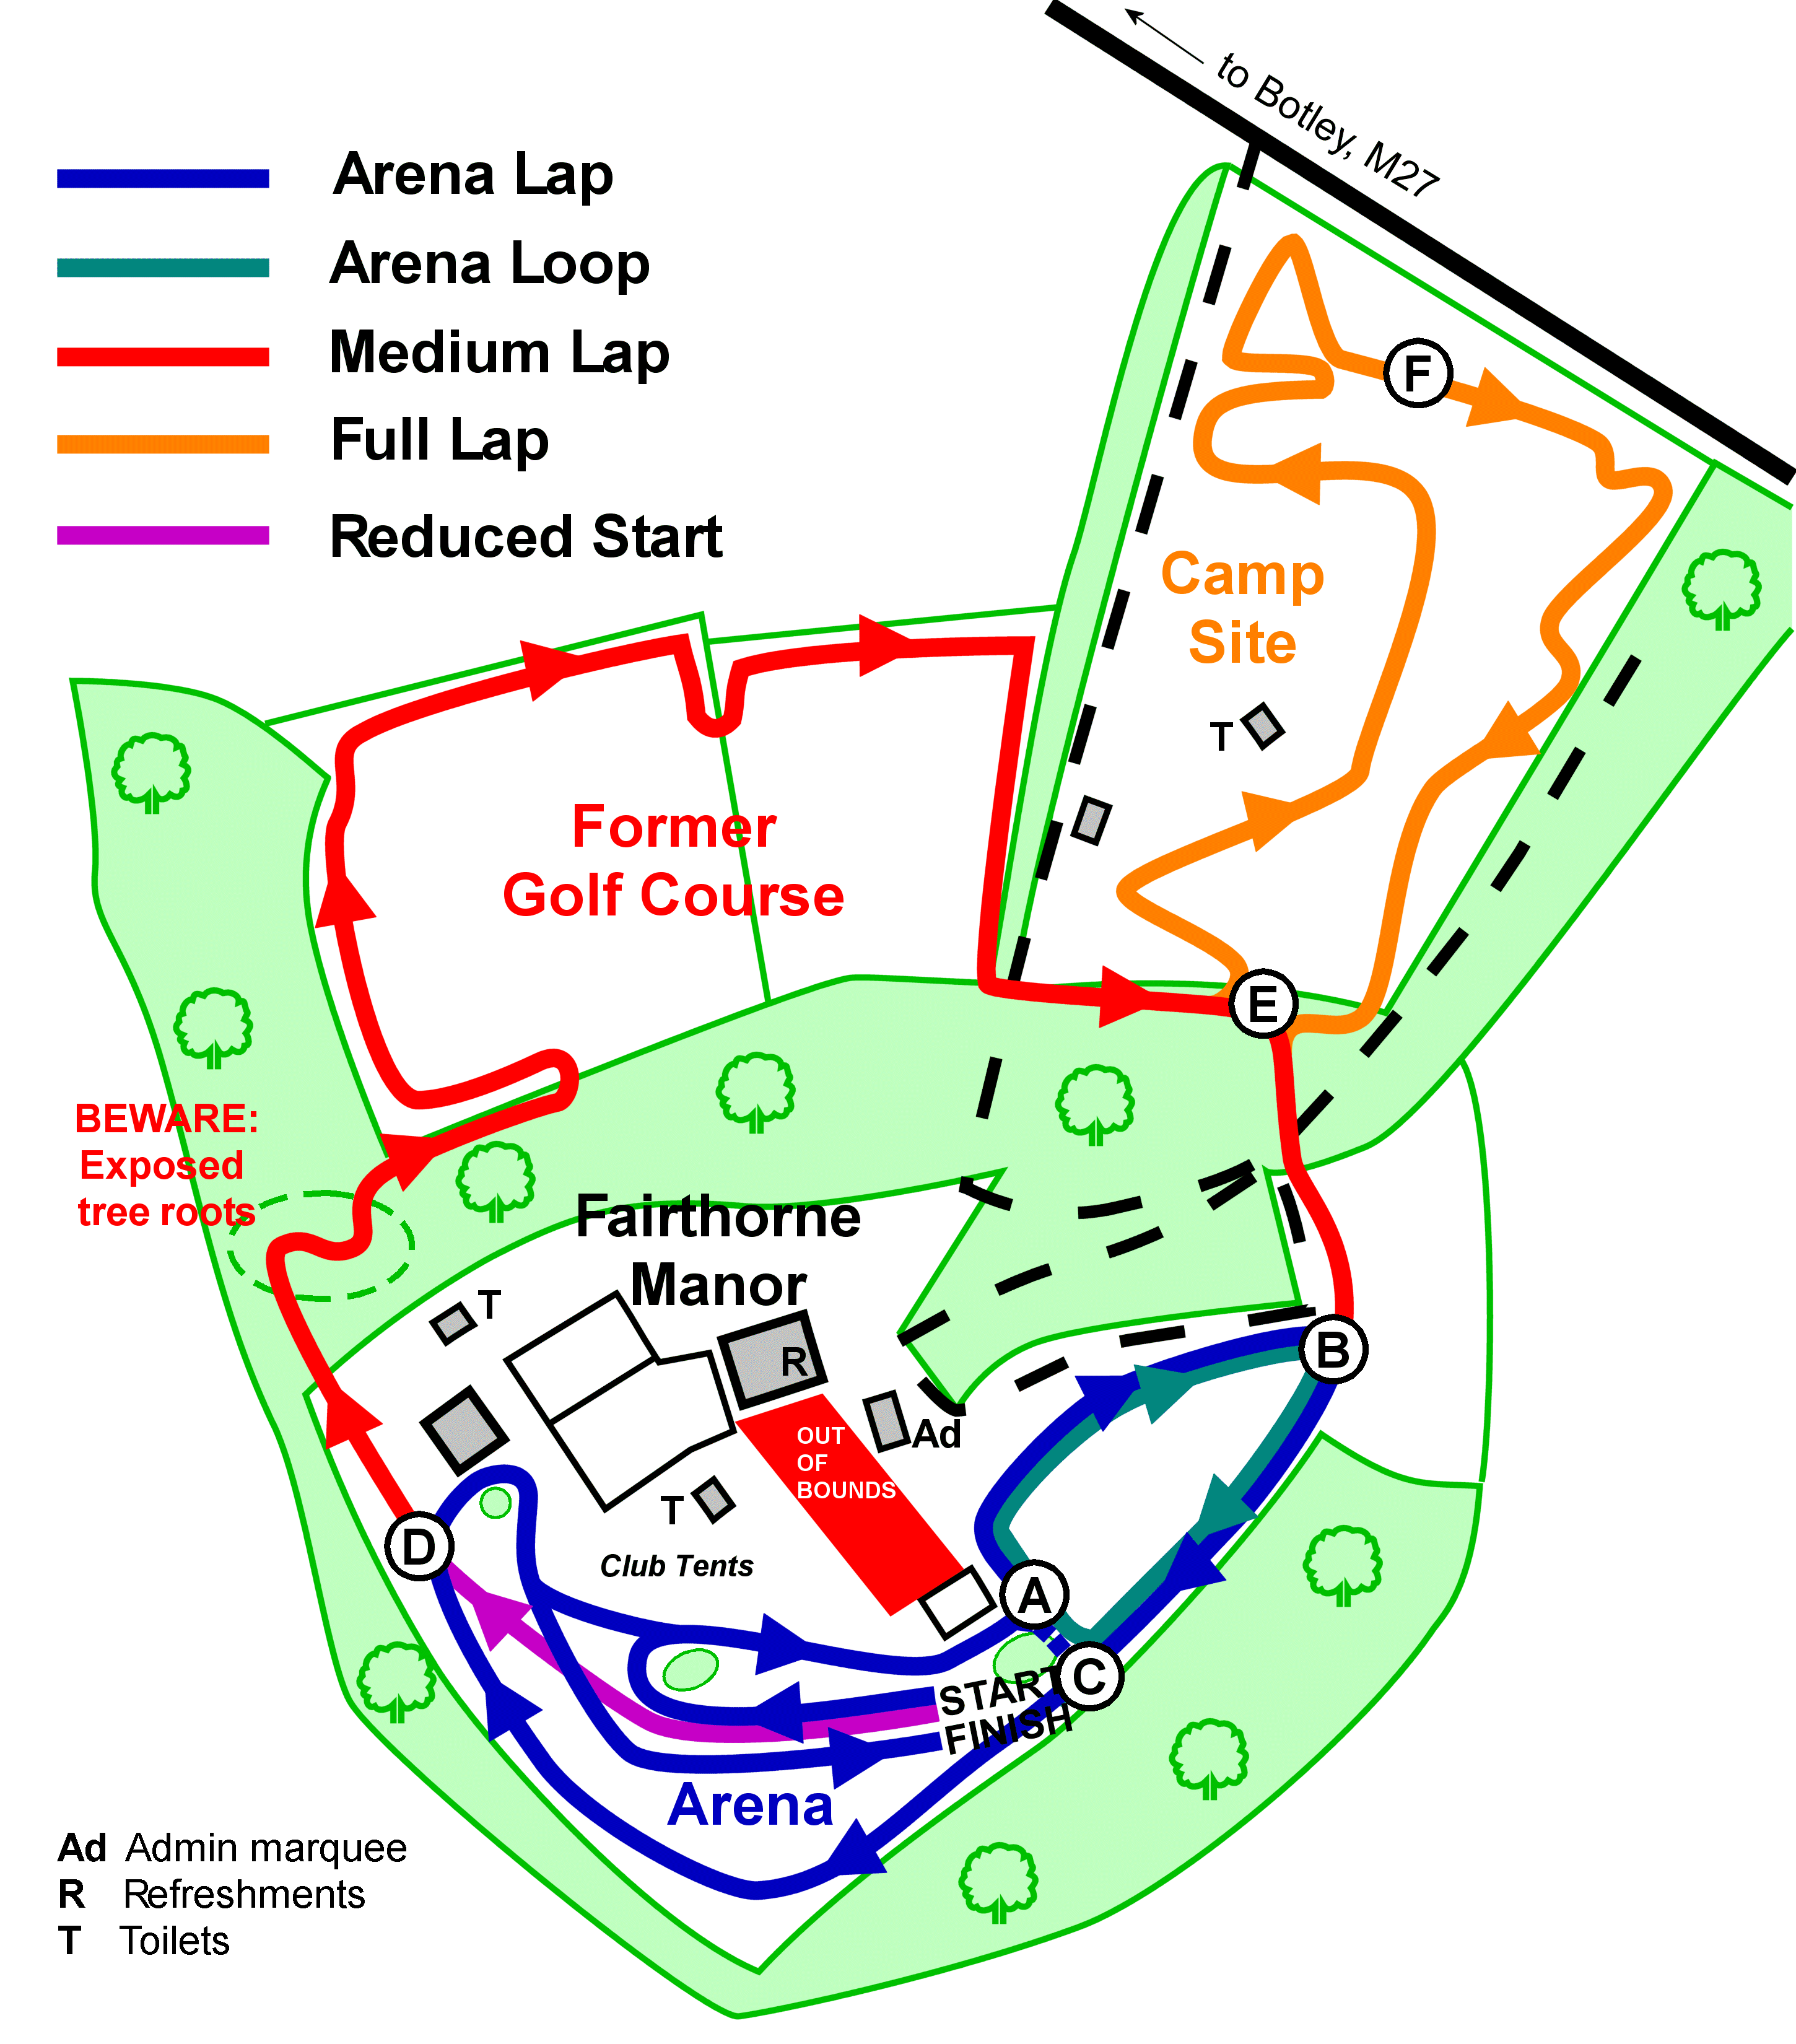 to Botley, M27
Arena Lap
Arena Loop
Medium Lap
Full Lap
Reduced Start
F
Camp
Site
T
Former
Golf Course
E
BEWARE:
Exposed
tree roots
Fairthorne
Manor
T
R
B
OUT
OF
BOUNDS
Ad
T
D
Club Tents
A
C
START
FINISH
Arena
Ad Admin marquee
R Refreshments
T Toilets